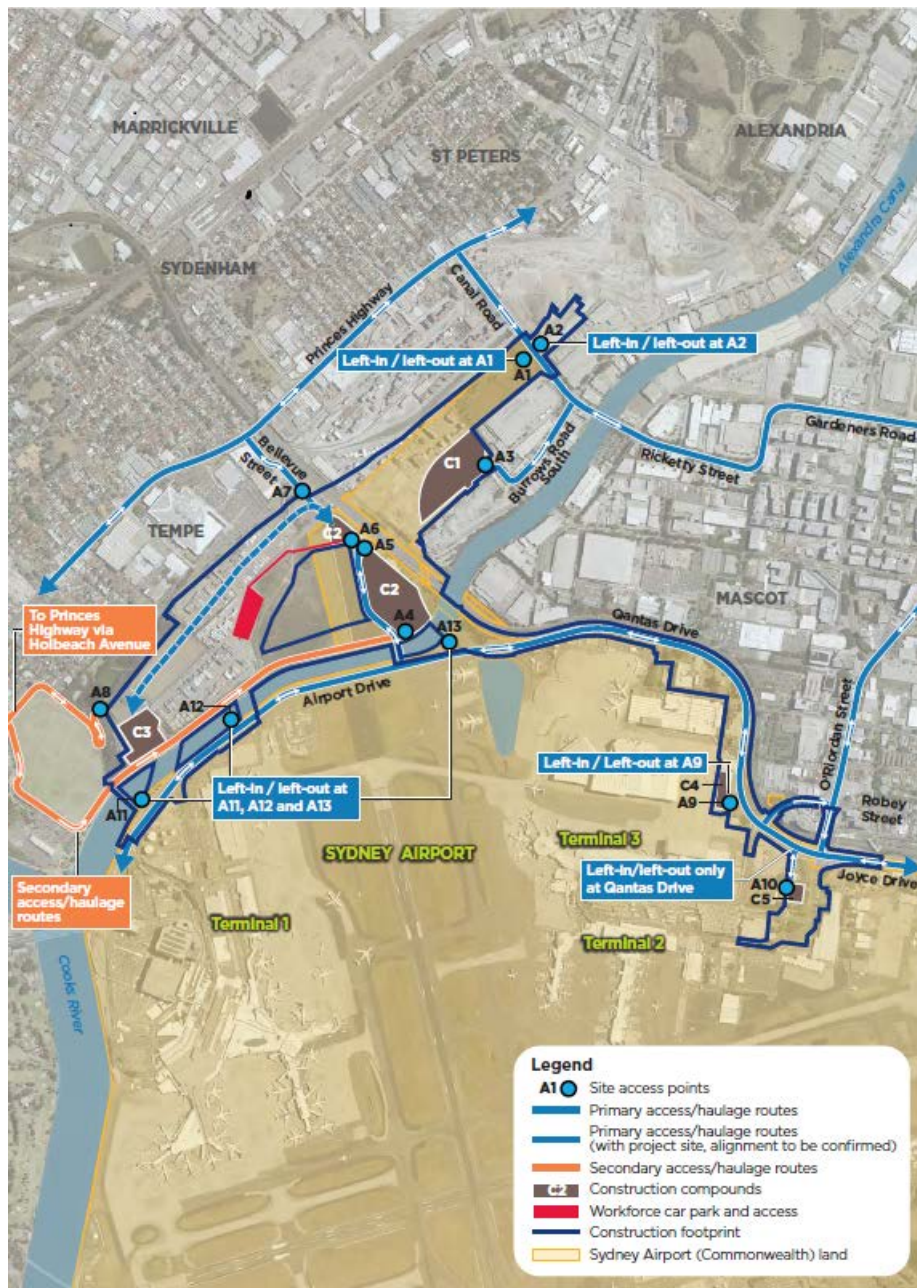 MARRICKVILLE
ALEXANDRIA
ST PETERS
Alexandra Canal
SYDENHAM
Princes Highway
Canal Road
A2
Left-in / left-out at A2
Left-in / left-out at A1
A1
Gardeners Road
Bellevue
Street
C1
A3
Burrows Road
South
Ricketty Street
A7
TEMPE
C2
A6
A5
C2
MASCOT
To Princes
Highway via
Holbeach Avenue
A4
A13
Qantas Drive
O'Riordan Street
A8
A12
Airport Drive
C3
Left-in / Left-out at A9
Left-in / left-out at
A11, A12 and A13
C4
A9
A11
Robey
Street
Terminal 3
SYDNEY AIRPORT
Left-in/left-out only
at Qantas Drive
Joyce Drive
Secondary
access/haulage
routes
A10
C5
Terminal 1
Terminal 2
Cooks River
Legend
A1 Site access points
Primary access/haulage routes
Primary access/haulage routes
(with project site, alignment to be confirmed)
Secondary access/haulage routes
C2 Construction compounds
Workforce car park and access
Construction footprint
Sydney Airport (Commonwealth) land